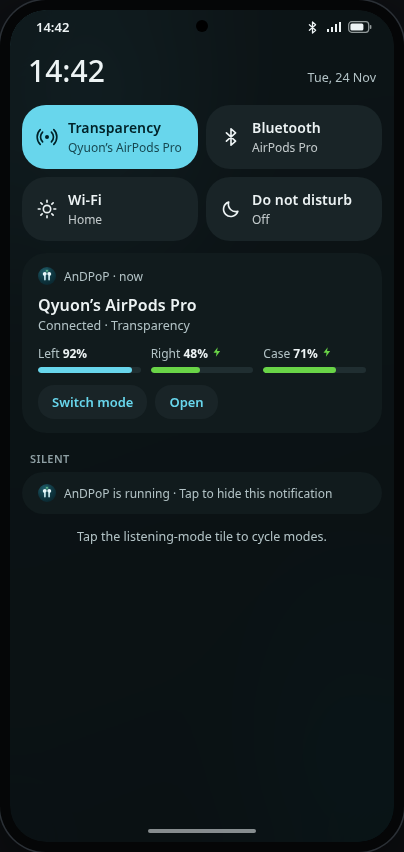 14:42
14:42
Tue, 24 Nov
Transparency
Qyuon’s AirPods Pro
Bluetooth
AirPods Pro
Wi-Fi
Home
Do not disturb
Off
AnDPoP · now
Qyuon’s AirPods Pro
Connected · Transparency
Left 92%
Right 48%
Case 71%
Switch mode
Open
SILENT
AnDPoP is running · Tap to hide this notification
Tap the listening-mode tile to cycle modes.